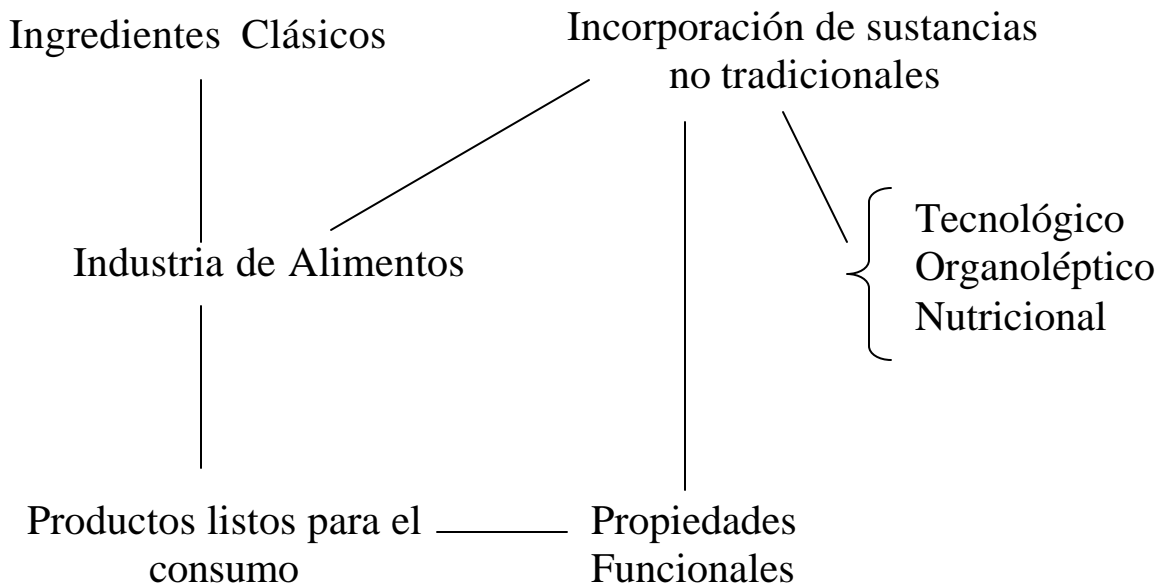 Ingredientes Clásicos
Incorporación de sustancias
no tradicionales
Industria de Alimentos
Tecnológico
Organoléptico
Nutricional
Productos listos para el
consumo
Propiedades
Funcionales